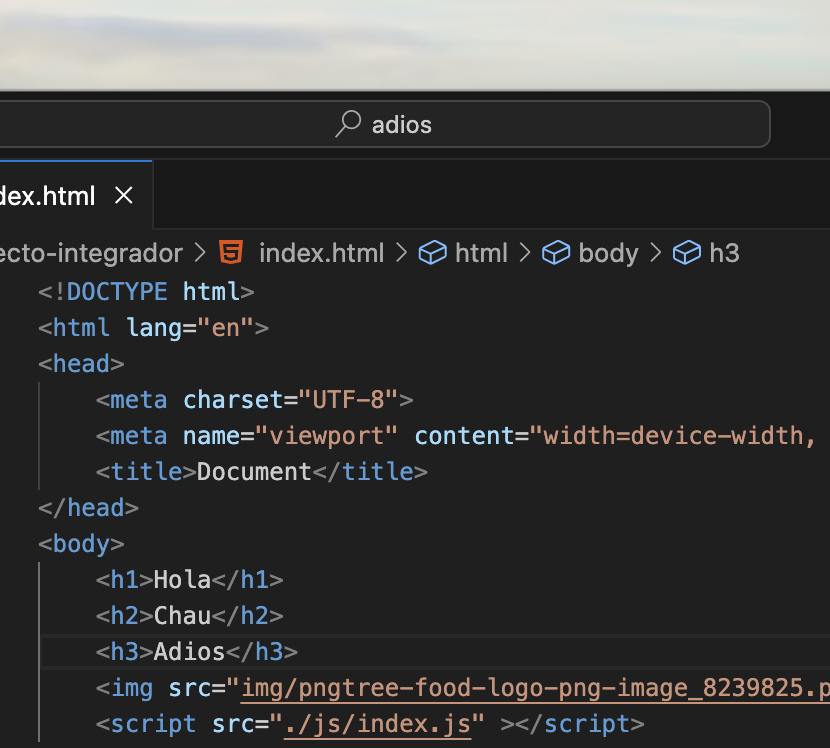 adios
dex.html
ecto-integrador > index.html > html > body > h3
<!DOCTYPE html>
<html lang="en">
<head>
<meta charset="UTF-8">
<meta name="viewport" content="width=device-width,
<title>Document</title>
</head>
<body>
<h1>Hola</h1>
<h2>Chau</h2>
<h3>Adios</h3>
<img src="img/pngtree-food-logo-png-image_8239825.p
<script src="./js/index.js" ></script>